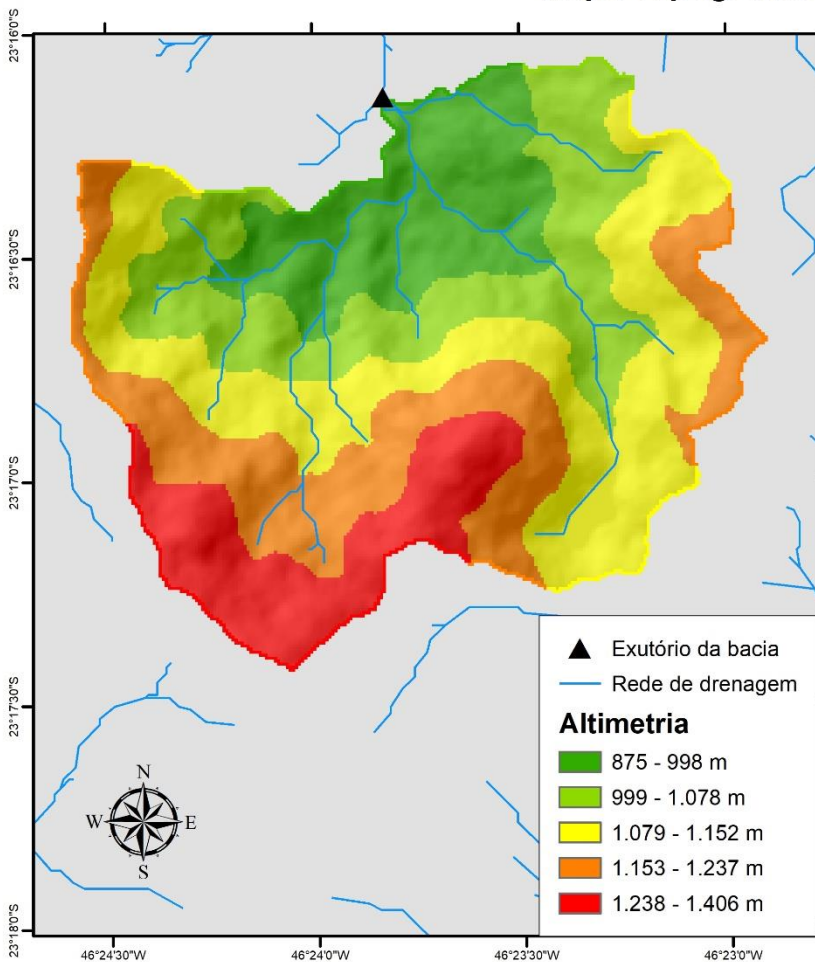 23°16'0"S
23°16'30"S
23°17'0"S
23°17'30"S
23°18'0"S
N
W
E
S
Exutório da bacia
Rede de drenagem
Altimetria
875 - 998 m
999 - 1.078 m
1.079 - 1.152 m
1.153 - 1.237 m
1.238 - 1.406 m
46°24'30"W
46°24'0"W
46°23'30"W
46°23'0"W